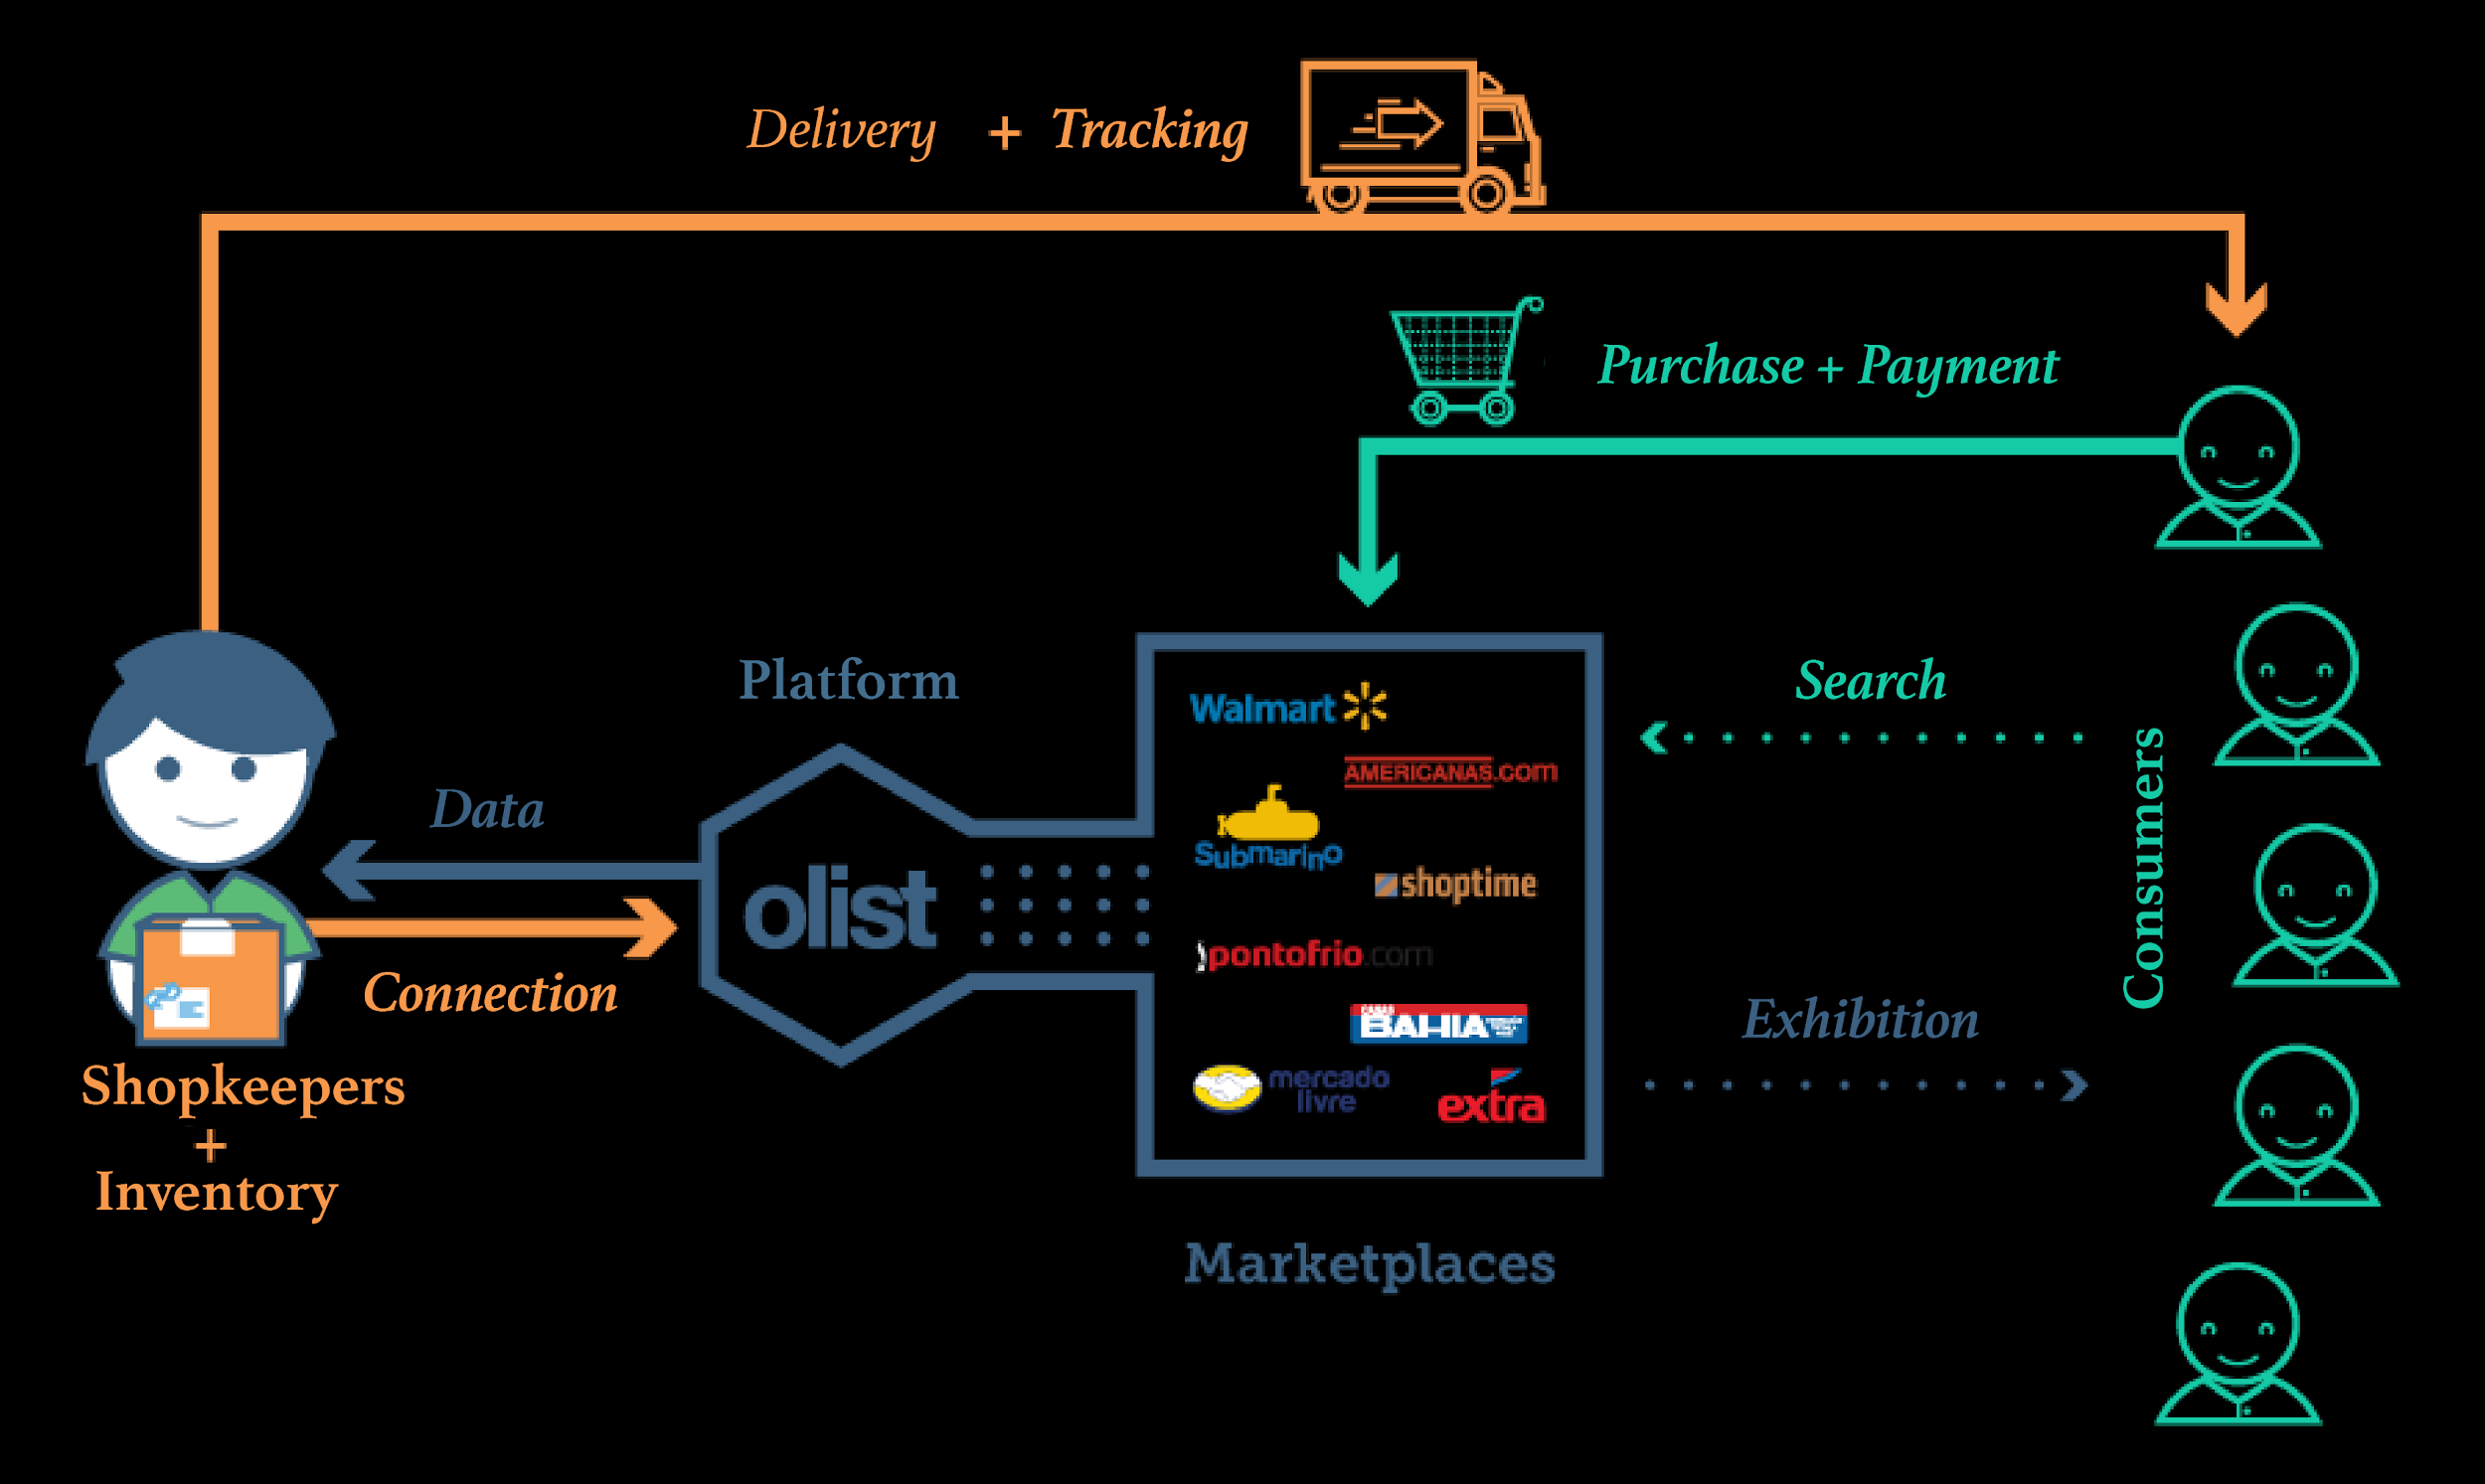 Delivery + Tracking
Purchase + Payment
Platform
Search
Data
Connection
olist
Walmart
AMERICANAS.com
Submarino
shoptime
pontofrio.com
BAHIA
mercado
livre
extra
Exhibition
Consumers
Shopkeepers
+
Inventory
Marketplaces